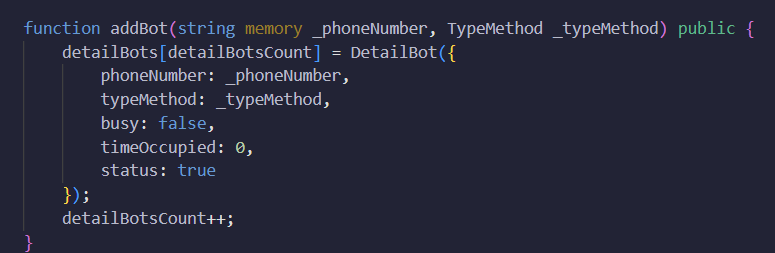 function addBot(string memory _phoneNumber, TypeMethod _typeMethod) public {
detailBots[detailBotsCount] = DetailBot({
phoneNumber: _phoneNumber,
typeMethod: _typeMethod,
busy: false,
timeOccupied: 0,
status: true
});
detailBotsCount++;
}